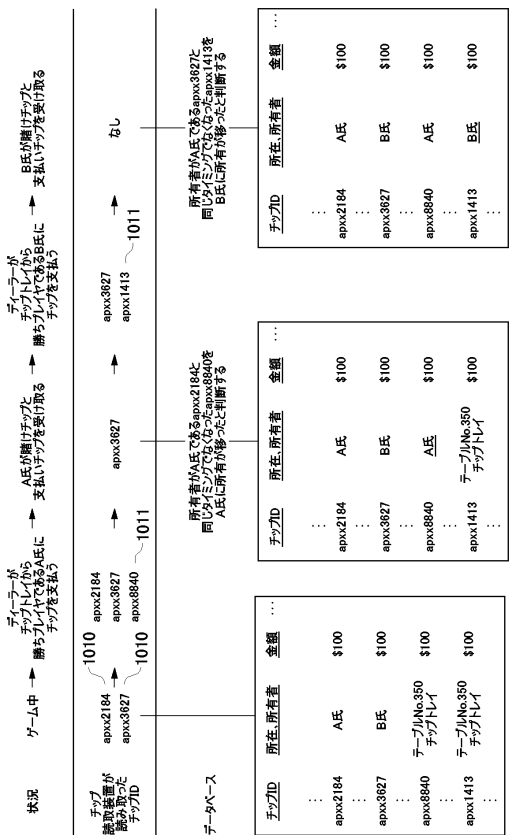 状況
ゲーム中
ディーラーが
チップトレイから
勝ちプレイヤであるA氏に
チップを支払う
A氏が賭けチップと
支払いチップを受け取る
ディーラーが
チップトレイから
勝ちプレイヤであるB氏に
チップを支払う
B氏が賭けチップと
支払いチップを受け取る
チップ
読取装置が
読み取った
チップID
apxx2184
apxx3627
1010
1010
apxx2184
apxx3627
apxx8840
1011
apxx3627
apxx3627
apxx1413
1011
なし
データベース
所有者がA氏であるapxx2184と
同じタイミングでなくなったapxx8840を
A氏に所有が移ったと判断する
所有者がA氏であるapxx3627と
同じタイミングでなくなったapxx1413を
B氏に所有が移ったと判断する
チップID 所在、所有者 金額 …
: : :
apxx2184 A氏 $100
apxx3627 B氏 $100
apxx8840 テーブルNo.350 $100
チップトレイ
apxx1413 テーブルNo.350 $100
チップトレイ
: : :
チップID 所在、所有者 金額 …
: : :
apxx2184 A氏 $100
apxx3627 B氏 $100
apxx8840 A氏 $100
apxx1413 テーブルNo.350 $100
チップトレイ
: : :
チップID 所在、所有者 金額 …
: : :
apxx2184 A氏 $100
apxx3627 B氏 $100
apxx8840 A氏 $100
apxx1413 B氏 $100
: : :